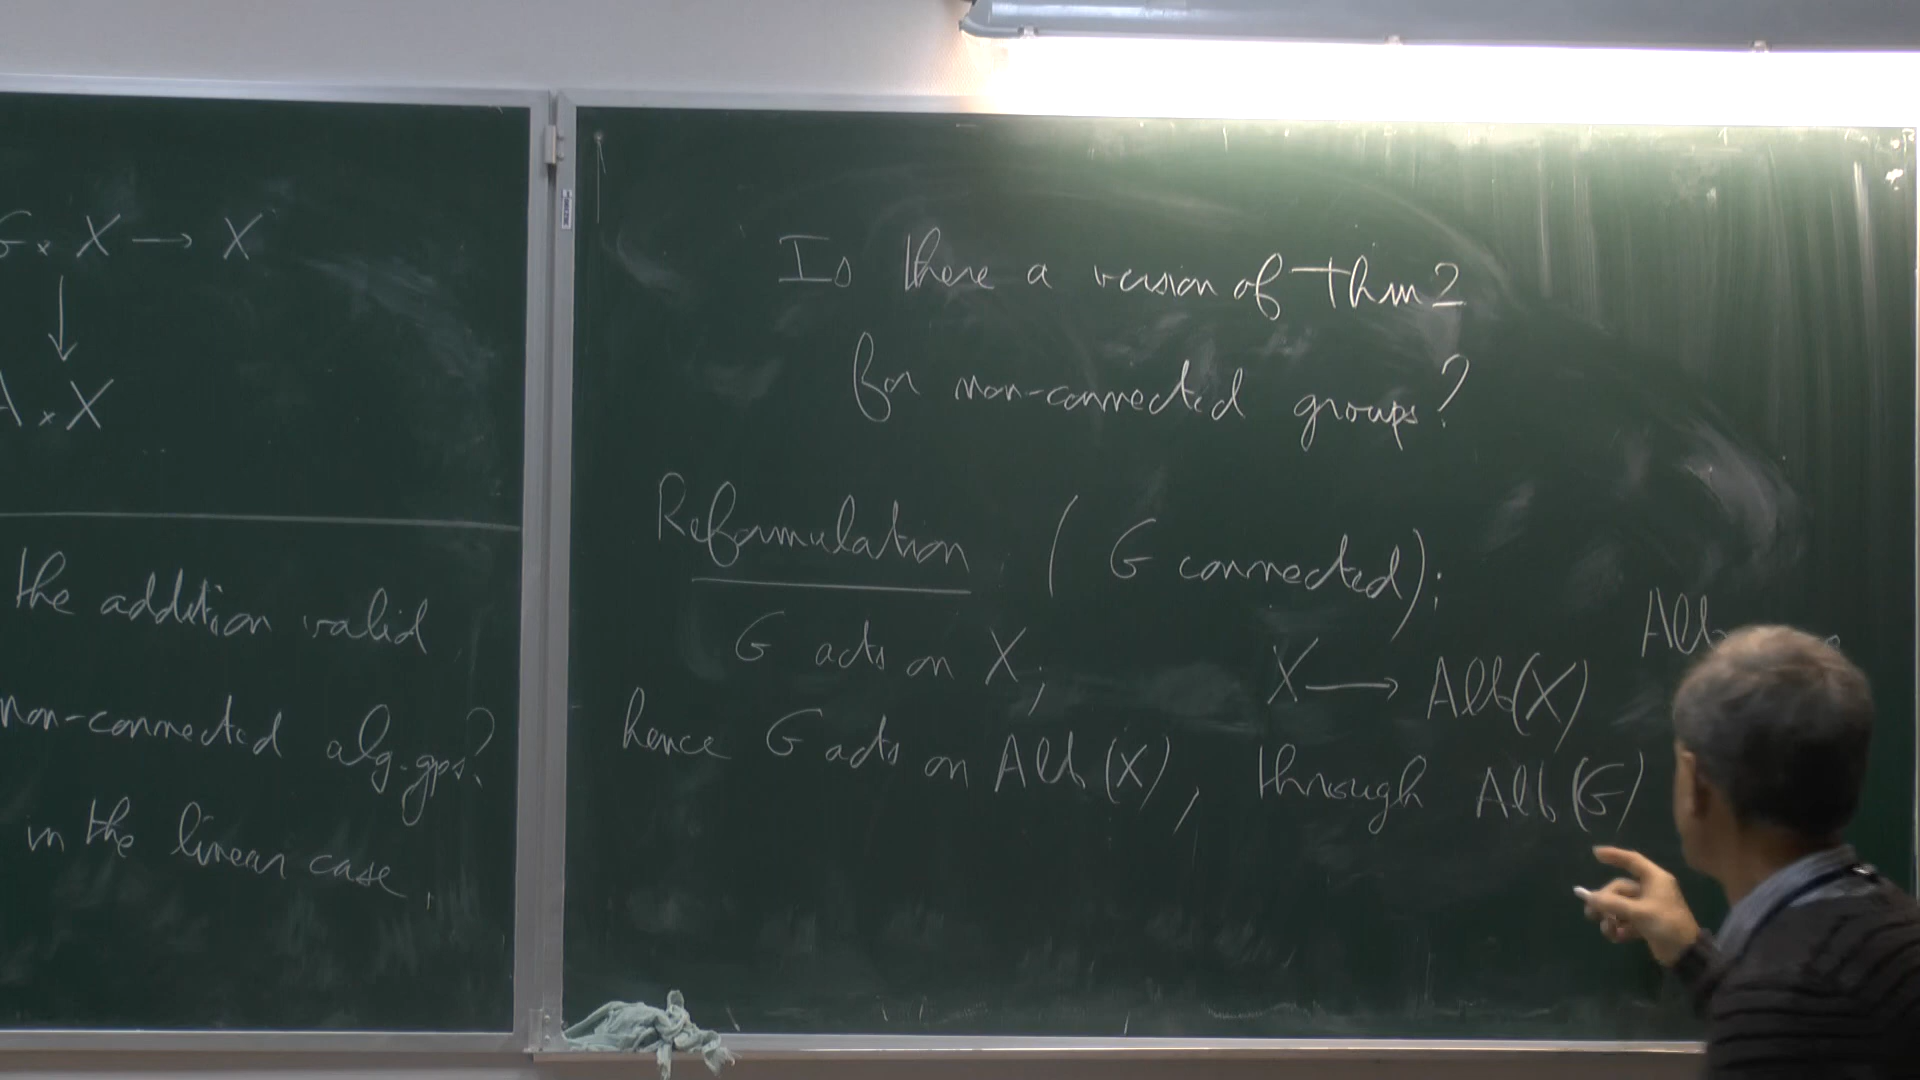 G × X → X
↓
A × X
the addition valid
non-connected alg. gps?
in the linear case.
Is there a version of Thm 2
for non-connected groups?
Reformulation (G connected);
G acts on X; X → Alb(X)
hence G acts on Alb(X), through Alb(G)